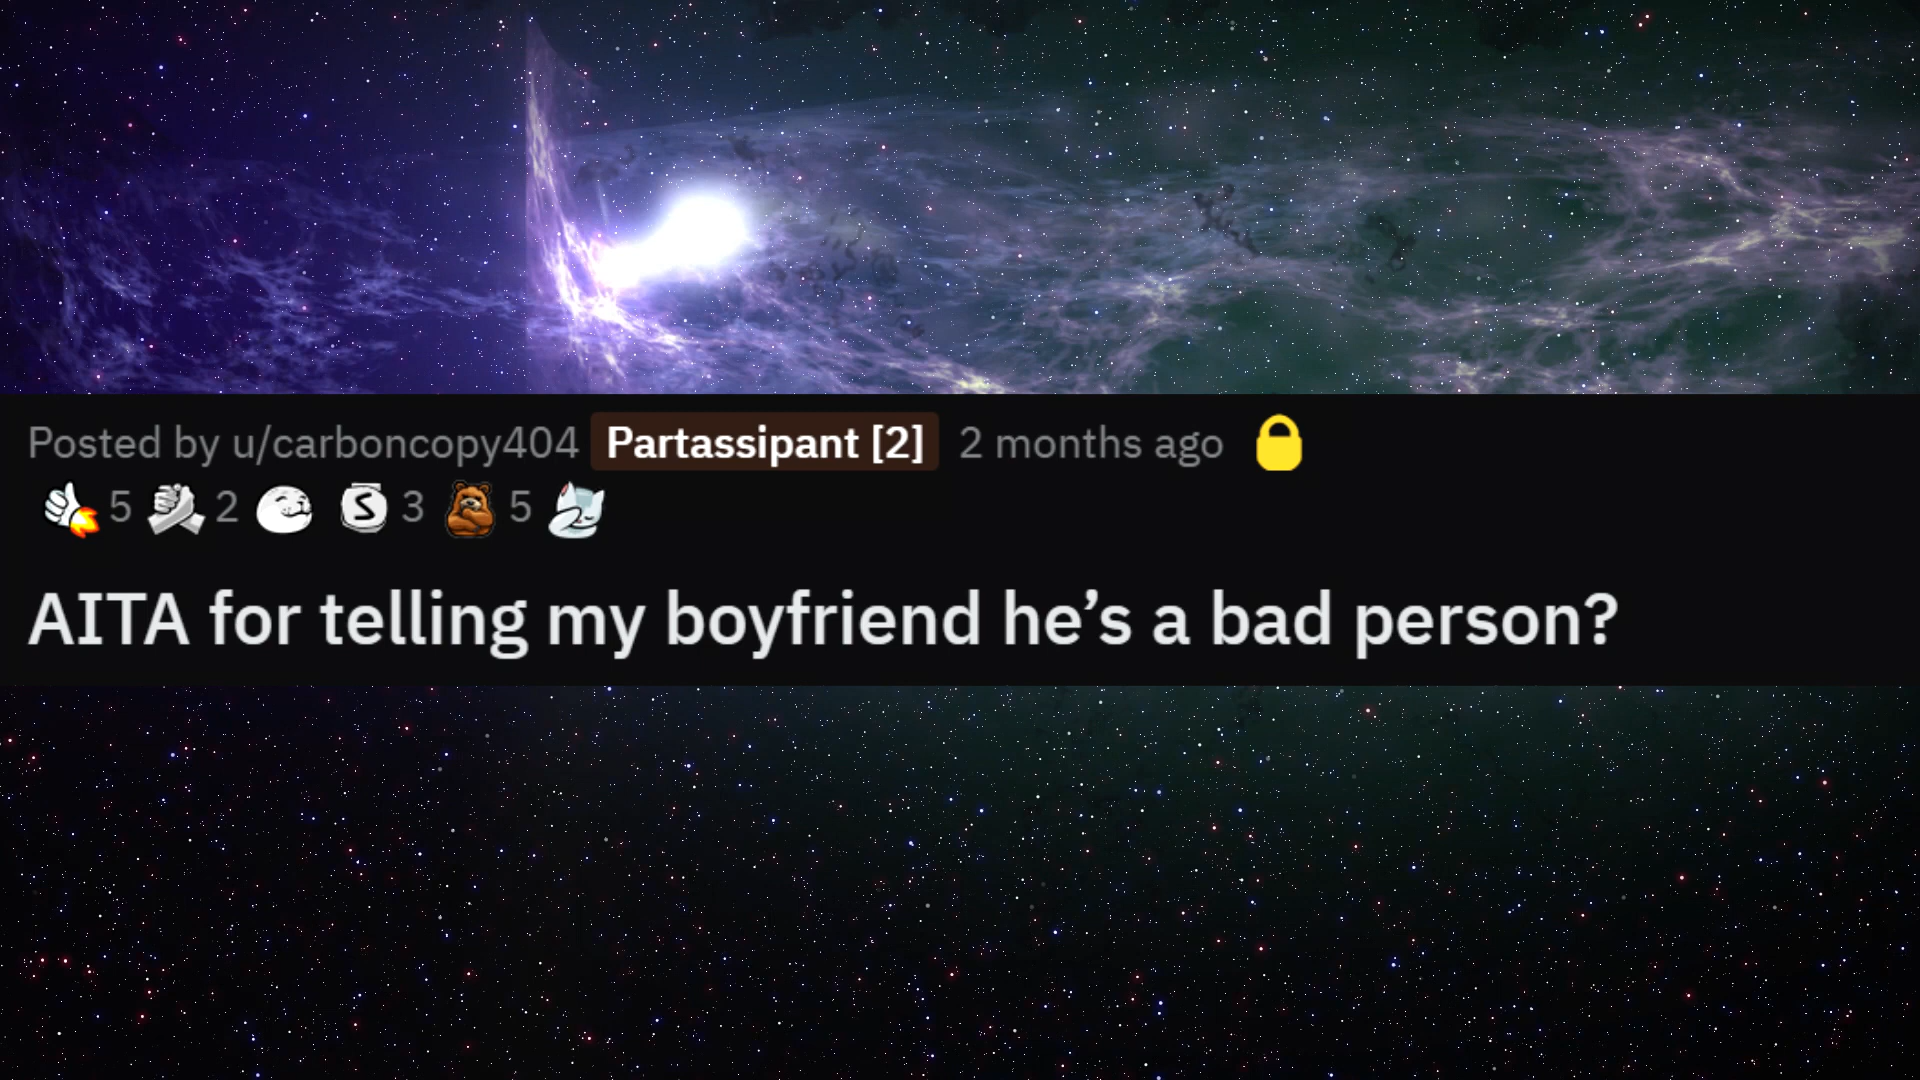 Posted by u/carboncopy404 Partassipant [2] 2 months ago
5 2 S 3 5
AITA for telling my boyfriend he’s a bad person?